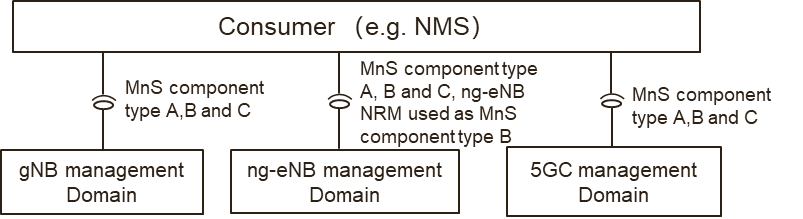 Consumer （e.g. NMS）
MnS component
type A,B and C
MnS component type
A, B and C, ng-eNB
NRM used as MnS
component type B
MnS component
type A,B and C
gNB management
Domain
ng-eNB management
Domain
5GC management
Domain